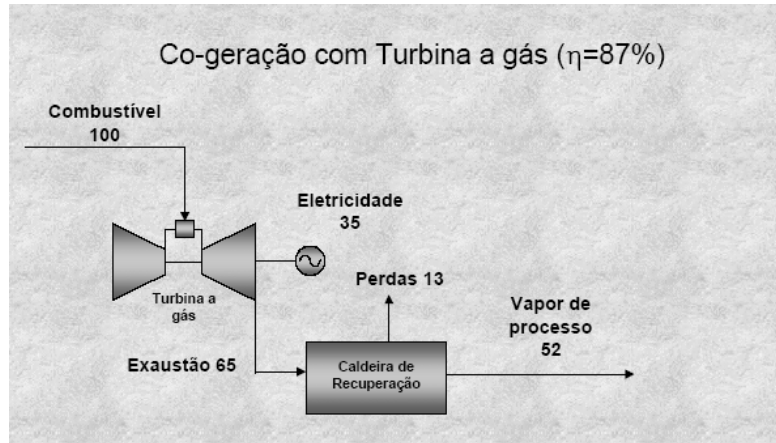 Co-geração com Turbina a gás (η=87%)
Combustível
100
Eletricidade
35
Turbina a
gás
Perdas 13
Vapor de
processo
52
Exaustão 65
Caldeira de
Recuperação